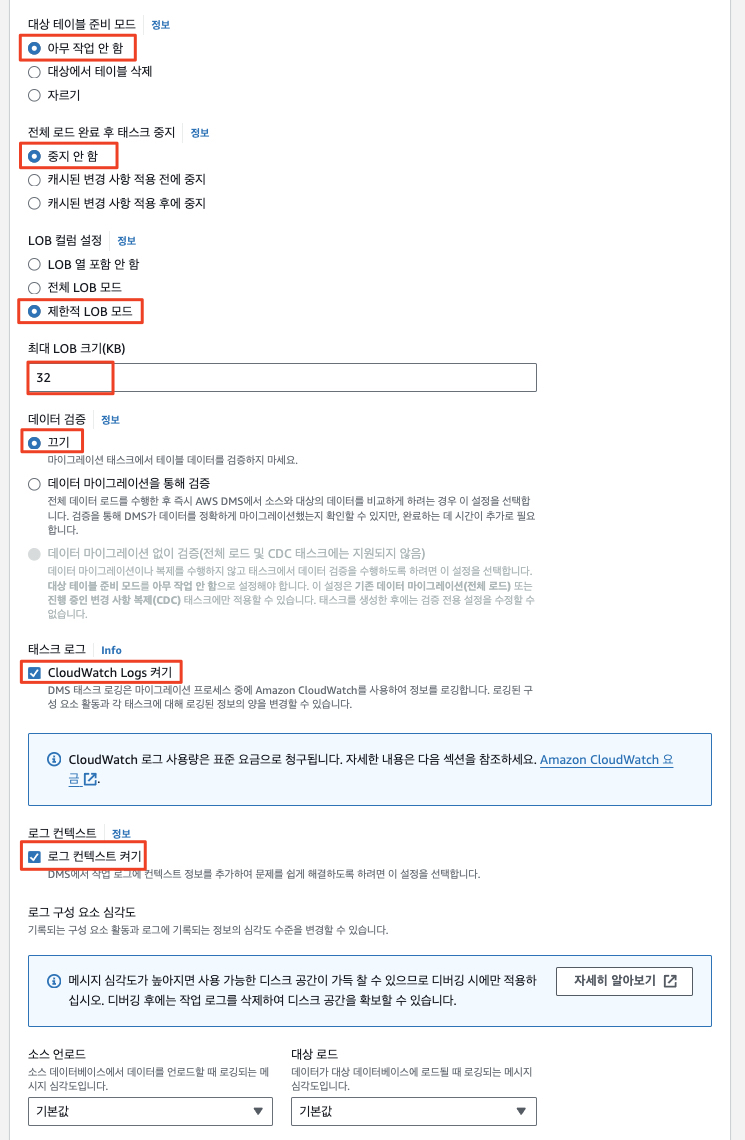 대상 테이블 준비 모드 정보
아무 작업 안 함
대상에서 테이블 삭제
자르기
전체 로드 완료 후 태스크 중지 정보
중지 안 함
캐시된 변경 사항 적용 전에 중지
캐시된 변경 사항 적용 후에 중지
LOB 컬럼 설정 정보
LOB 열 포함 안 함
전체 LOB 모드
제한적 LOB 모드
최대 LOB 크기(KB)
32
데이터 검증 정보
끄기
마이그레이션 태스크에서 테이블 데이터를 검증하지 마세요.
데이터 마이그레이션을 통해 검증
전체 데이터 로드를 수행한 후 즉시 AWS DMS에서 소스와 대상의 데이터를 비교하게 하려는 경우 이 설정을 선택합
니다. 검증을 통해 DMS가 데이터를 정확하게 마이그레이션했는지 확인할 수 있지만, 완료하는 데 시간이 추가로 필요
합니다.
데이터 마이그레이션 없이 검증(전체 로드 및 CDC 태스크에는 지원되지 않음)
데이터 마이그레이션이나 복제를 수행하지 않고 태스크에서 데이터 검증을 수행하도록 하려면 이 설정을 선택합니다.
대상 테이블 준비 모드를 아무 작업 안 함으로 설정해야 합니다. 이 설정은 기존 데이터 마이그레이션(전체 로드) 또는
진행 중인 변경 사항 복제(CDC) 태스크에만 적용할 수 있습니다. 태스크를 생성한 후에는 검증 전용 설정을 수정할 수
없습니다.
태스크 로그 Info
CloudWatch Logs 켜기
DMS 태스크 로깅은 마이그레이션 프로세스 중에 Amazon CloudWatch를 사용하여 정보를 로깅합니다. 로깅된 구
성 요소 활동과 각 태스크에 대해 로깅된 정보의 양을 변경할 수 있습니다.
CloudWatch 로그 사용량은 표준 요금으로 청구됩니다. 자세한 내용은 다음 섹션을 참조하세요. Amazon CloudWatch 요
금.
로그 컨텍스트 정보
로그 컨텍스트 켜기
DMS에서 작업 로그에 컨텍스트 정보를 추가하여 문제를 쉽게 해결하도록 하려면 이 설정을 선택합니다.
로그 구성 요소 심각도
기록되는 구성 요소 활동과 로그에 기록되는 정보의 심각도 수준을 변경할 수 있습니다.
메시지 심각도가 높아지면 사용 가능한 디스크 공간이 가득 찰 수 있으므로 디버깅 시에만 적용하
십시오. 디버깅 후에는 작업 로그를 삭제하여 디스크 공간을 확보할 수 있습니다.
자세히 알아보기
소스 언로드
소스 데이터베이스에서 데이터를 언로드할 때 로깅되는 메
시지 심각도입니다.
기본값
대상 로드
데이터가 대상 데이터베이스에 로드될 때 로깅되는 메시지
심각도입니다.
기본값